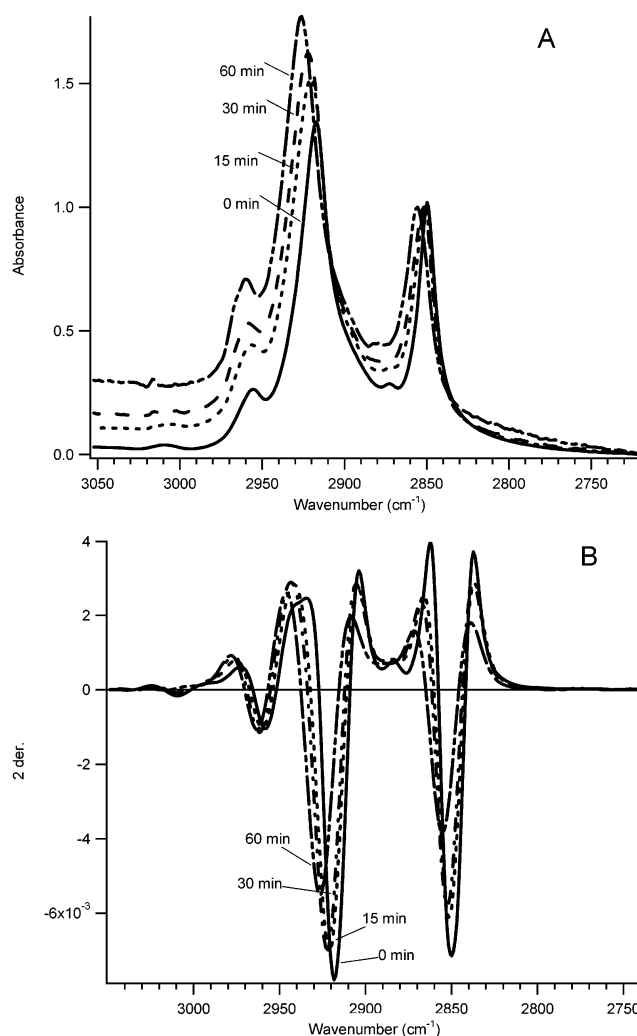 A
60 min
30 min
15 min
0 min
1.5
1.0
0.5
0.0
Absorbance
3050 3000 2950 2900 2850 2800 2750
Wavenumber (cm-1)
B
4
2
0
-2
-4
-6x10-3
2 der.
60 min
30 min
15 min
0 min
3000 2950 2900 2850 2800 2750
Wavenumber (cm-1)